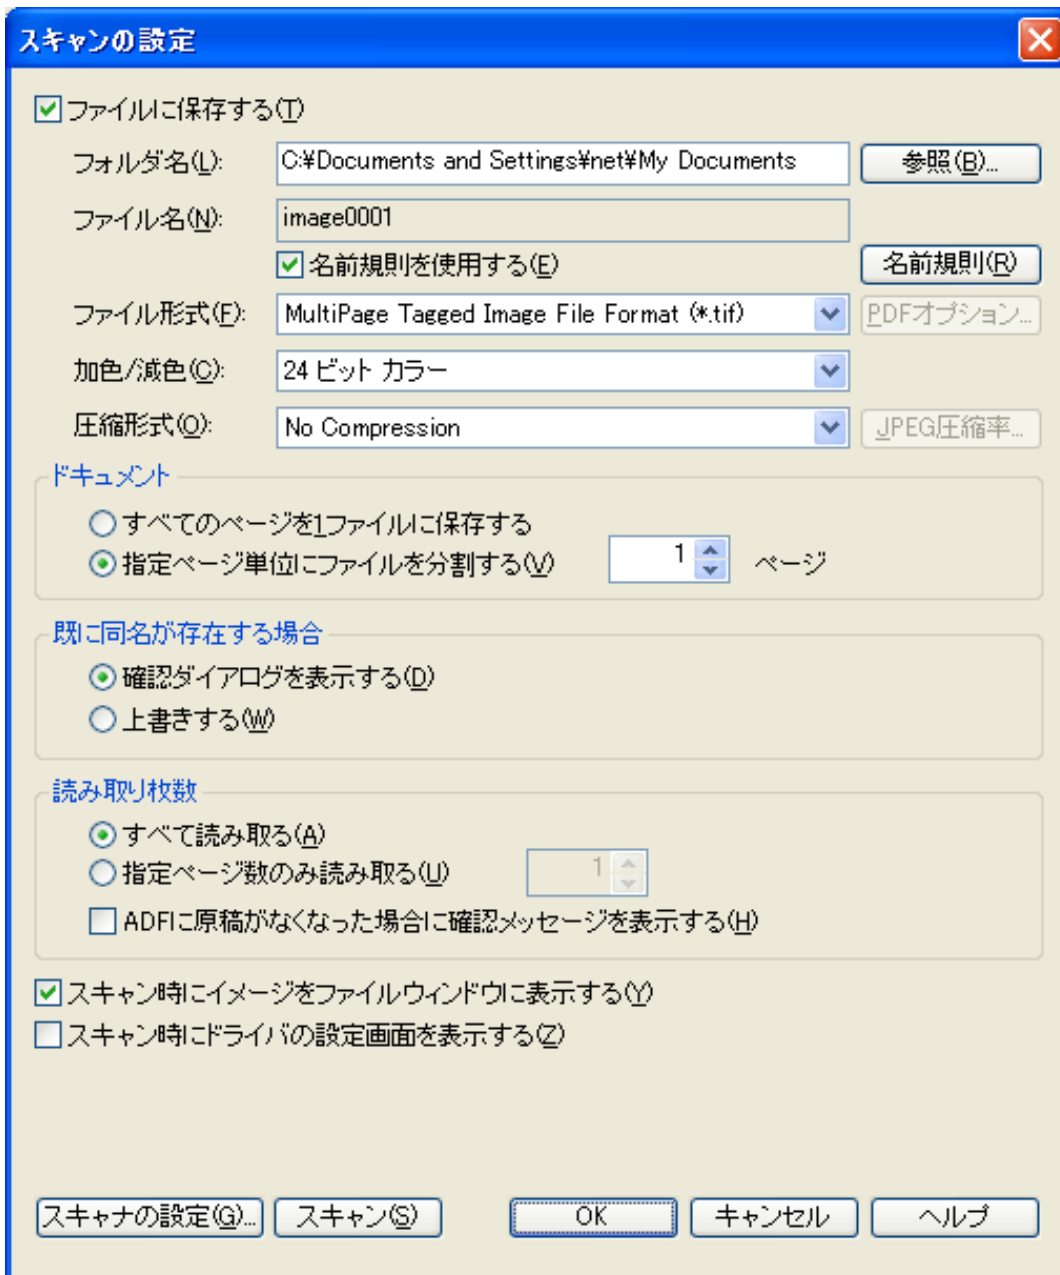 スキャンの設定
ファイルに保存する(T)
フォルダ名(L): C:¥Documents and Settings¥net¥My Documents 参照(B)...
ファイル名(N): image0001
名前規則を使用する(E) 名前規則(R)
ファイル形式(F): MultiPage Tagged Image File Format (*.tif) PDFオプション...
加色/減色(C): 24 ビット カラー
圧縮形式(O): No Compression JPEG圧縮率...
ドキュメント
すべてのページを1ファイルに保存する
指定ページ単位にファイルを分割する(V) 1 ページ
既に同名が存在する場合
確認ダイアログを表示する(D)
上書きする(W)
読み取り枚数
すべて読み取る(A)
指定ページ数のみ読み取る(U) 1
ADFに原稿がなくなった場合に確認メッセージを表示する(H)
スキャン時にイメージをファイルウィンドウに表示する(Y)
スキャン時にドライバの設定画面を表示する(Z)
スキャナの設定(G)... スキャン(S) OK キャンセル ヘルプ